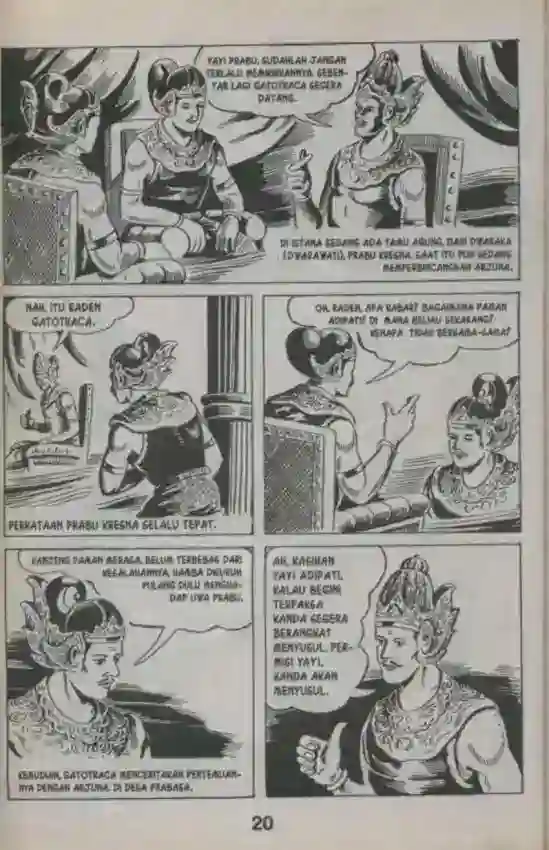 YAYI PRABU, SUDAHLAH JANGAN
TERLALU MEMIKIRKANNYA. SEBEN-
TAR LAGI GATOTKACA SEGERA
DATANG.
DI ISTANA SEDANG ADA TAMU AGUNG, DARI DWARAKA
(DWARAWATI), PRABU KRESNA. SAAT ITU PUN SEDANG
MEMPERBINCANGKAN ARJUNA.
NAH, ITU RADEN
GATOTKACA.
PERKATAAN PRABU KRESNA SELALU TEPAT.
OH, RADEN, APA KABAR? BAGAIMANA PAMAN
ADIPATI? DI MANA BELIAU SEKARANG?
KENAPA TIDAK BERSAMA-SAMA?
KANJENG PAMAN MERASA, BELUM TERBEBAS DARI
KESALAHANNYA, HAMBA DISURUH
PULANG DULU MENGHA-
DAP UWA PRABU.
KEMUDIAN, GATOTKACA MENCERITAKAN PERTEMUAN-
NYA DENGAN ARJUNA, DI DESA
AH, KASIHAN
YAYI ADIPATI,
KALAU BEGINI
TERPAKSA
KANDA SEGERA
BERANGKAT
MENYUSUL. PER-
MISI YAYI,
KANDA AKAN
MENYUSUL.
20